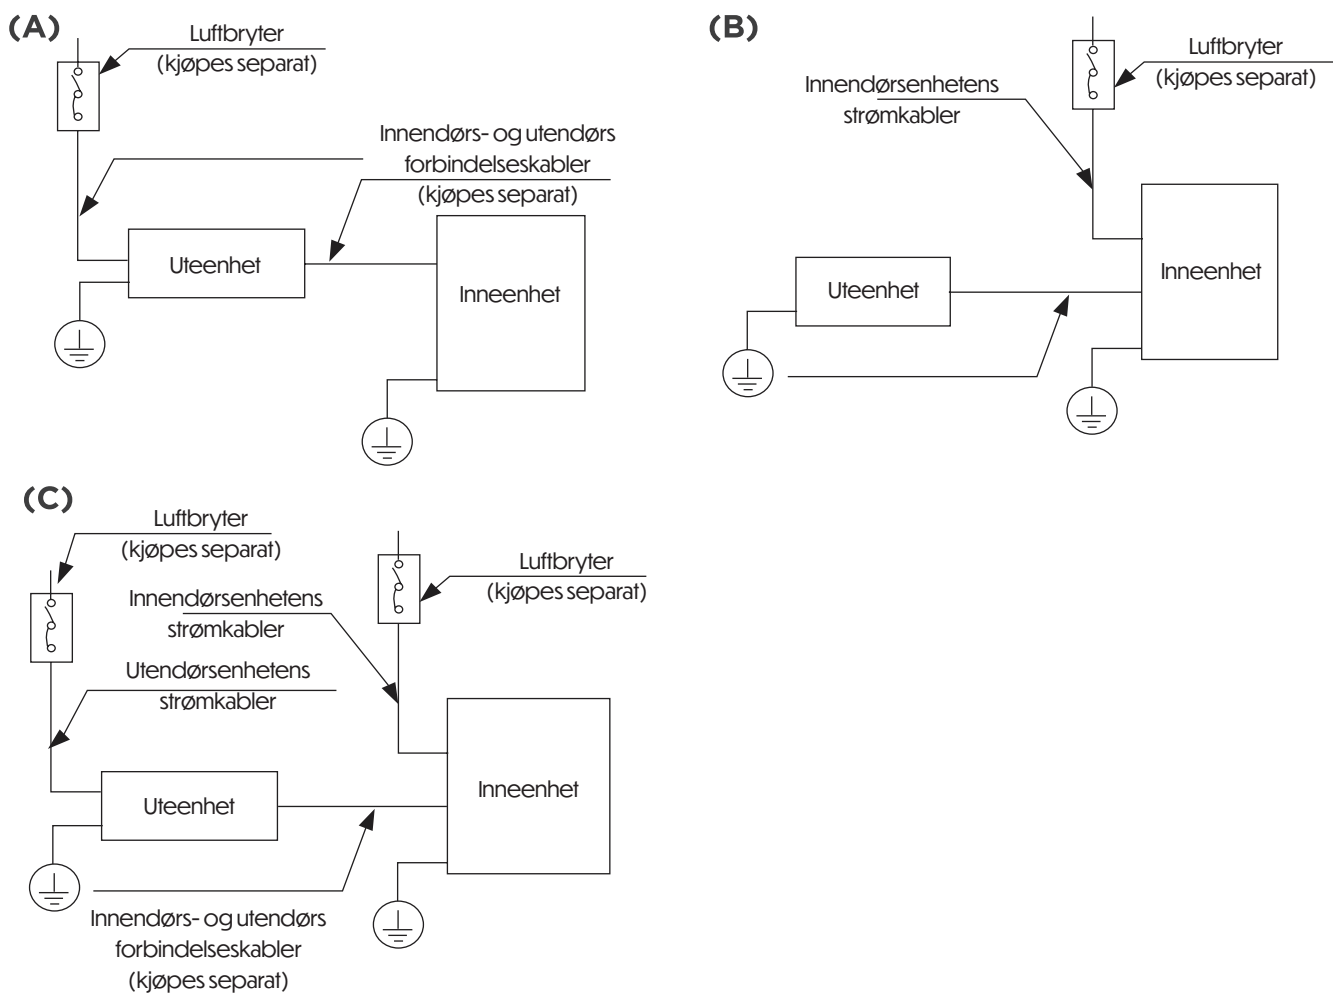 (A)
Luftbryter
(kjøpes separat)
Innendørs- og utendørs
forbindelseskabler
(kjøpes separat)
Uteenhet
Inneenhet
(B)
Luftbryter
(kjøpes separat)
Innendørsenhetens
strømkabler
Uteenhet
Inneenhet
(C)
Luftbryter
(kjøpes separat)
Luftbryter
(kjøpes separat)
Innendørsenhetens
strømkabler
Utendørsenhetens
strømkabler
Uteenhet
Inneenhet
Innendørs- og utendørs
forbindelseskabler
(kjøpes separat)